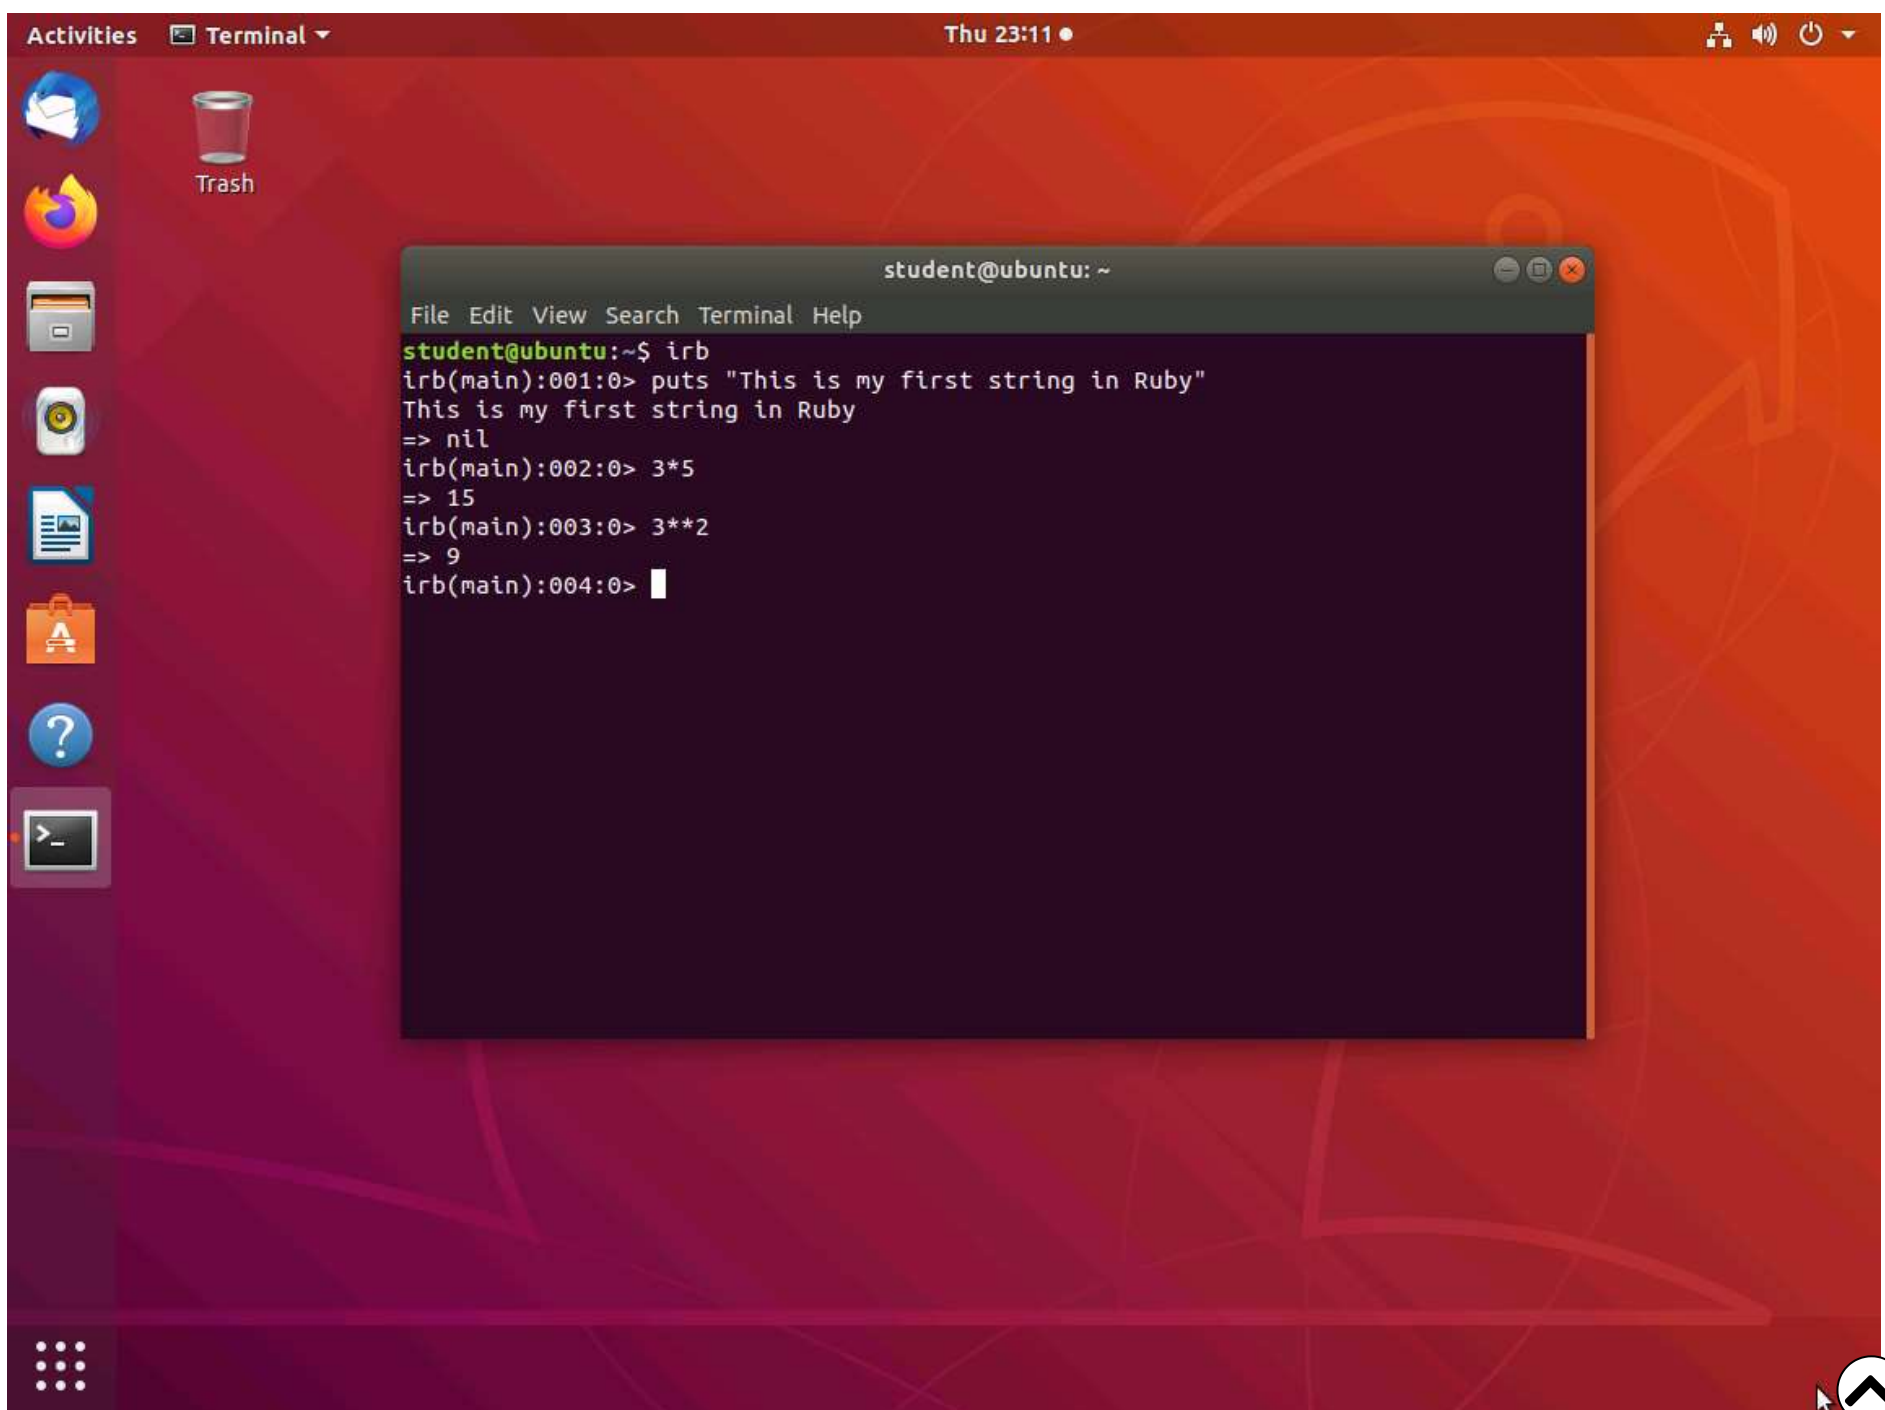 Activities Terminal Thu 23:11
Trash
student@ubuntu: ~
File Edit View Search Terminal Help
student@ubuntu:~$ irb
irb(main):001:0> puts "This is my first string in Ruby"
This is my first string in Ruby
=> nil
irb(main):002:0> 3*5
=> 15
irb(main):003:0> 3**2
=> 9
irb(main):004:0>